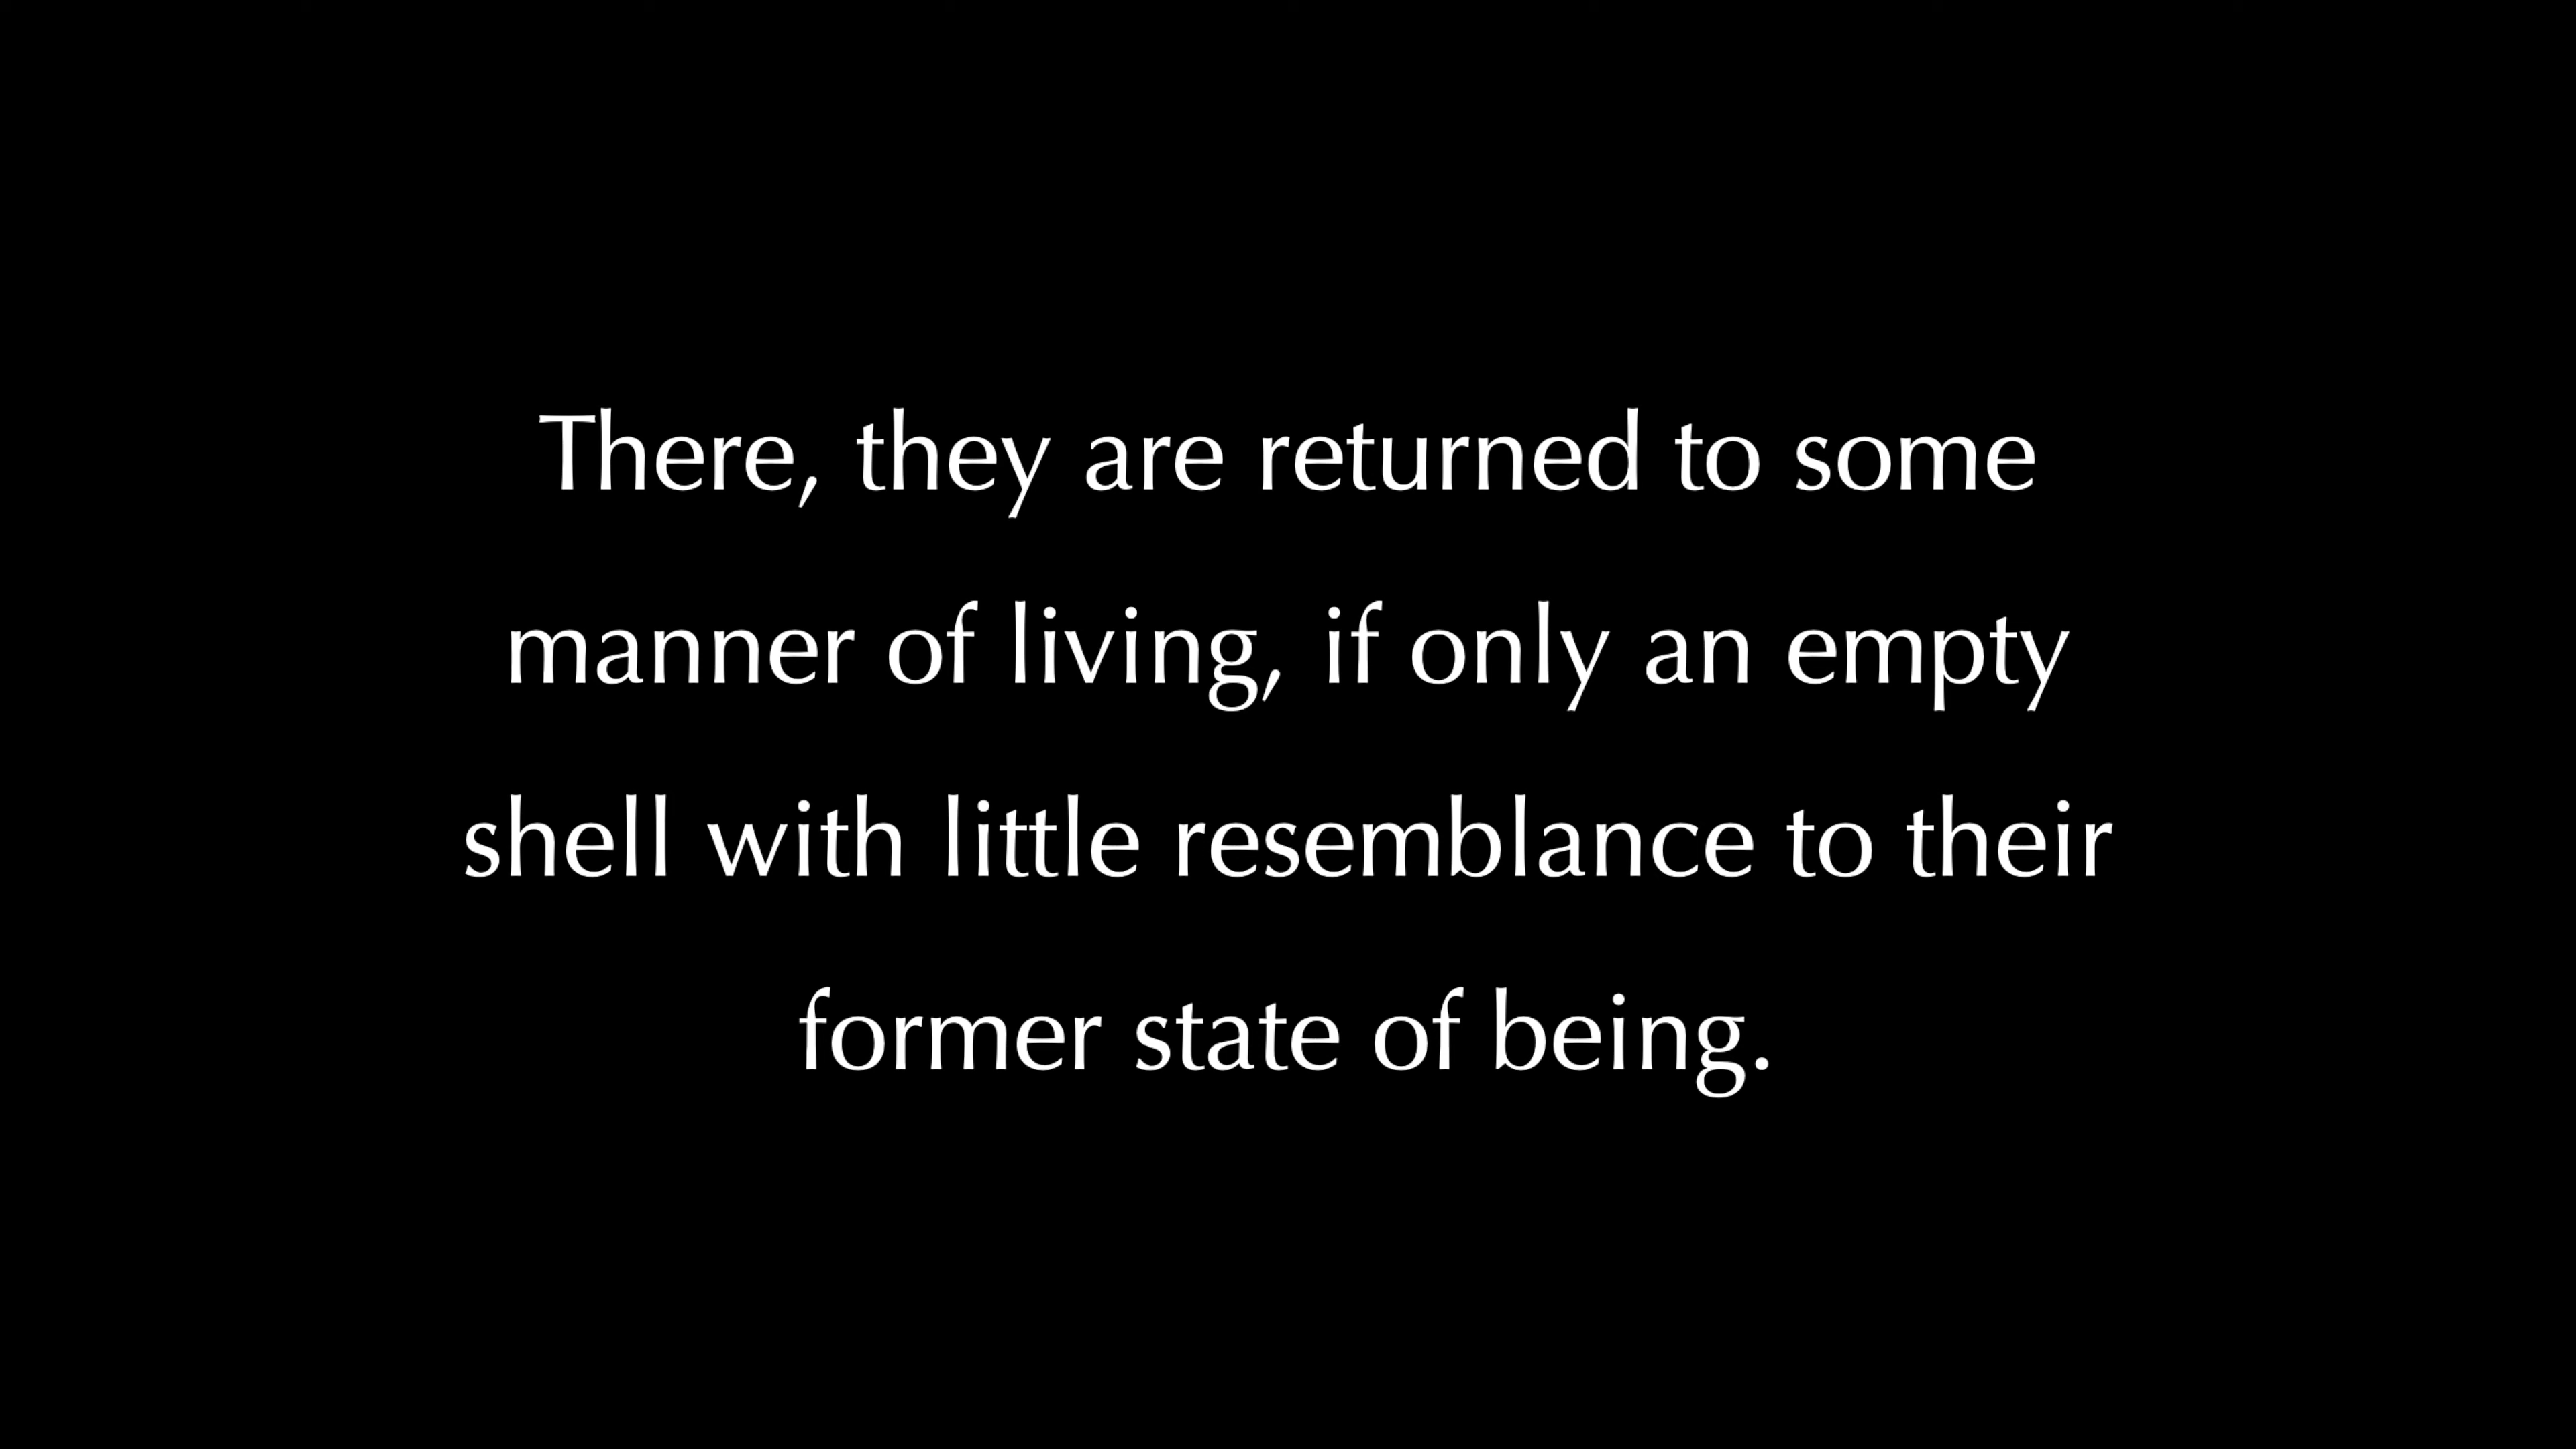 There, they are returned to some
manner of living, if only an empty
shell with little resemblance to their
former state of being.